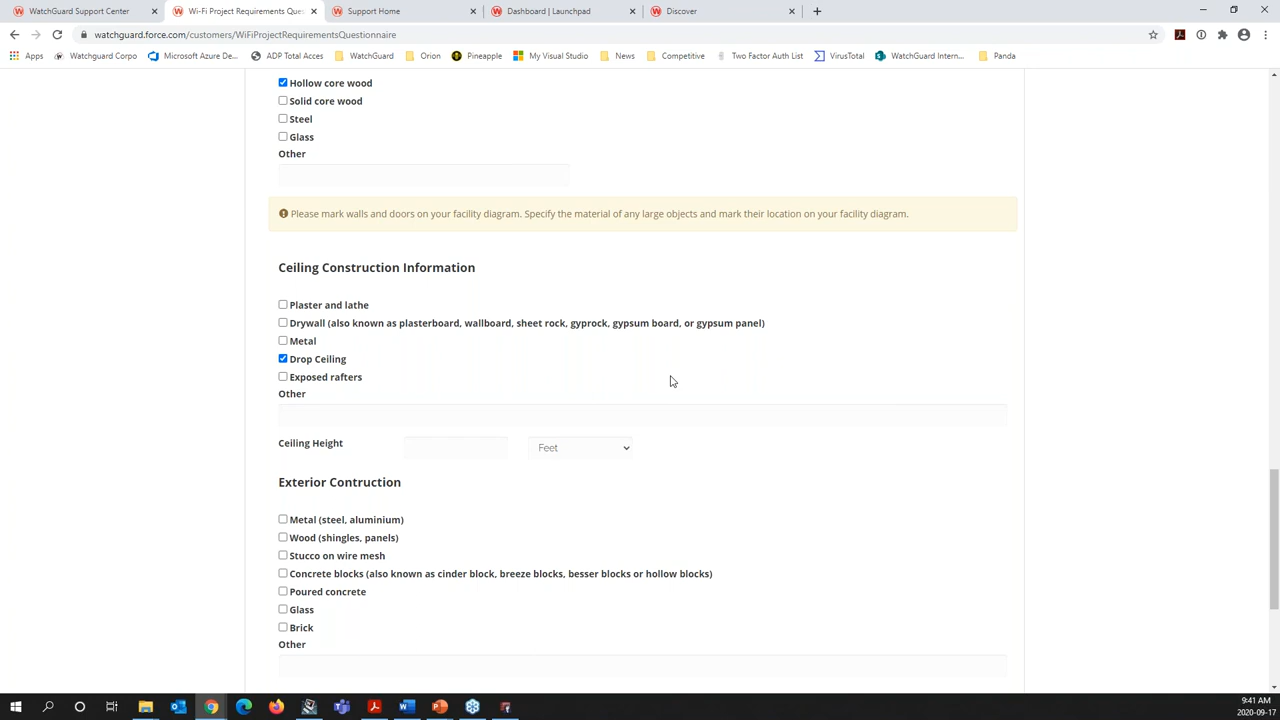 WatchGuard Support Center
Wi-Fi Project Requirements Ques
Support Home
Dashboard | Launchpad
Discover
watchguard.force.com/customers/WiFiProjectRequirementsQuestionnaire
Apps
Watchguard Corpo
Microsoft Azure De...
ADP Total Acces
WatchGuard
Orion
Pineapple
My Visual Studio
News
Competitive
Two Factor Auth List
VirusTotal
WatchGuard Intern...
Panda
Hollow core wood
Solid core wood
Steel
Glass
Other
Please mark walls and doors on your facility diagram. Specify the material of any large objects and mark their location on your facility diagram.
Ceiling Construction Information
Plaster and lathe
Drywall (also known as plasterboard, wallboard, sheet rock, gyprock, gypsum board, or gypsum panel)
Metal
Drop Ceiling
Exposed rafters
Other
Ceiling Height
Feet
Exterior Contruction
Metal (steel, aluminium)
Wood (shingles, panels)
Stucco on wire mesh
Concrete blocks (also known as cinder block, breeze blocks, besser blocks or hollow blocks)
Poured concrete
Glass
Brick
Other
9:41 AM
2020-09-17